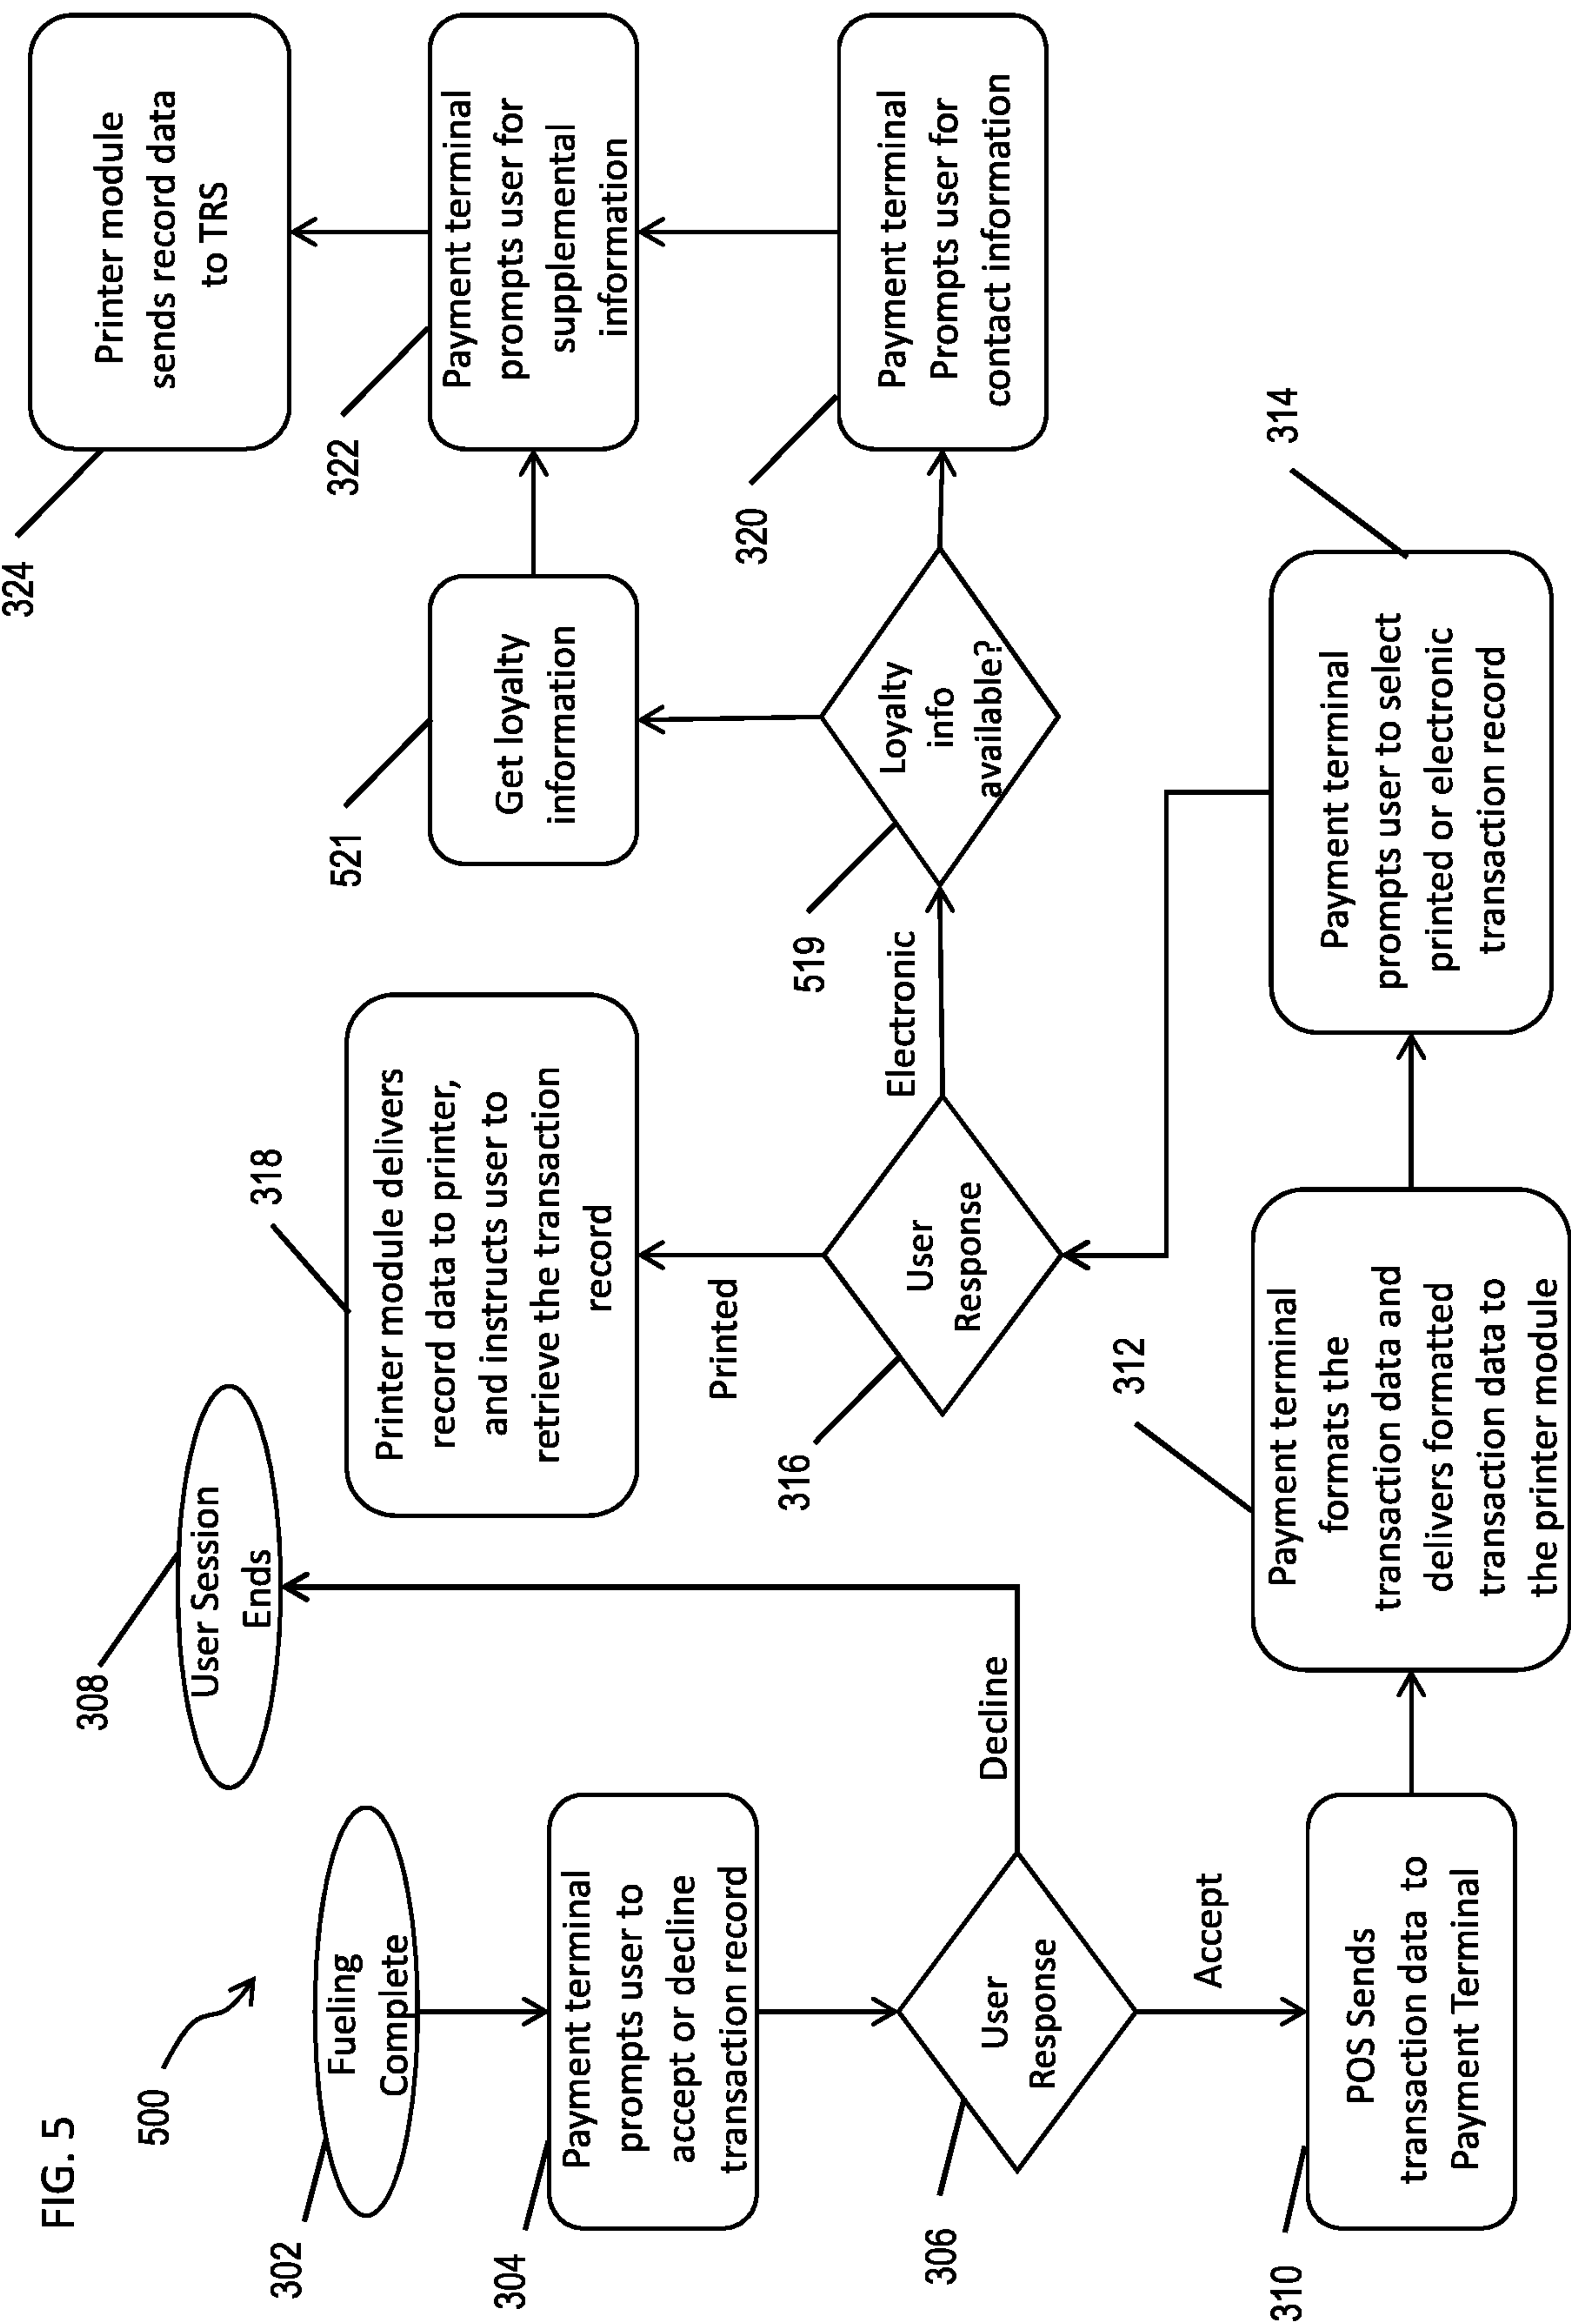 FIG. 5
500
302
Fueling
Complete
304
Payment terminal
prompts user to
accept or decline
transaction record
306
User
Response
Decline
Accept
308
User Session
Ends
310
POS Sends
transaction data to
Payment Terminal
312
Payment terminal
formats the
transaction data and
delivers formatted
transaction data to
the printer module
314
Payment terminal
prompts user to select
printed or electronic
transaction record
316
User
Response
Printed
Electronic
318
Printer module delivers
record data to printer,
and instructs user to
retrieve the transaction
record
519
Loyalty
info
available?
521
Get loyalty
information
320
Payment terminal
Prompts user for
contact information
322
Payment terminal
prompts user for
supplemental
information
324
Printer module
sends record data
to TRS